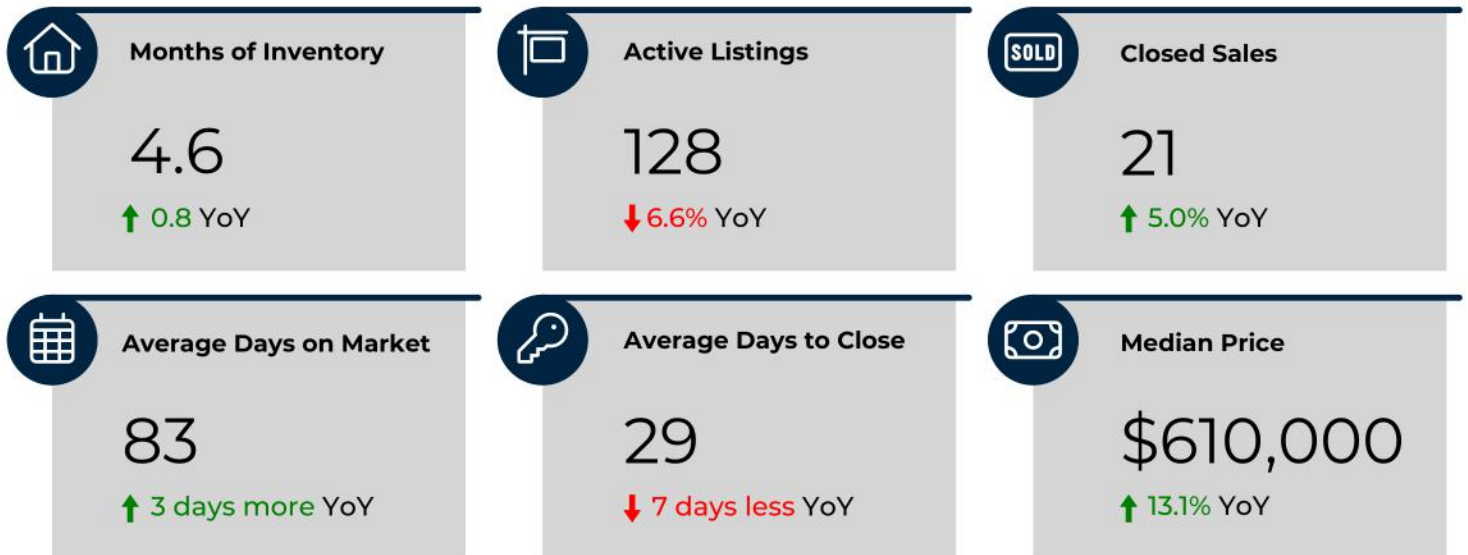 Months of Inventory
4.6
↑ 0.8 YoY
Active Listings
128
↓ 6.6% YoY
SOLD
Closed Sales
21
↑ 5.0% YoY
Average Days on Market
83
↑ 3 days more YoY
Average Days to Close
29
↓ 7 days less YoY
Median Price
$610,000
↑ 13.1% YoY